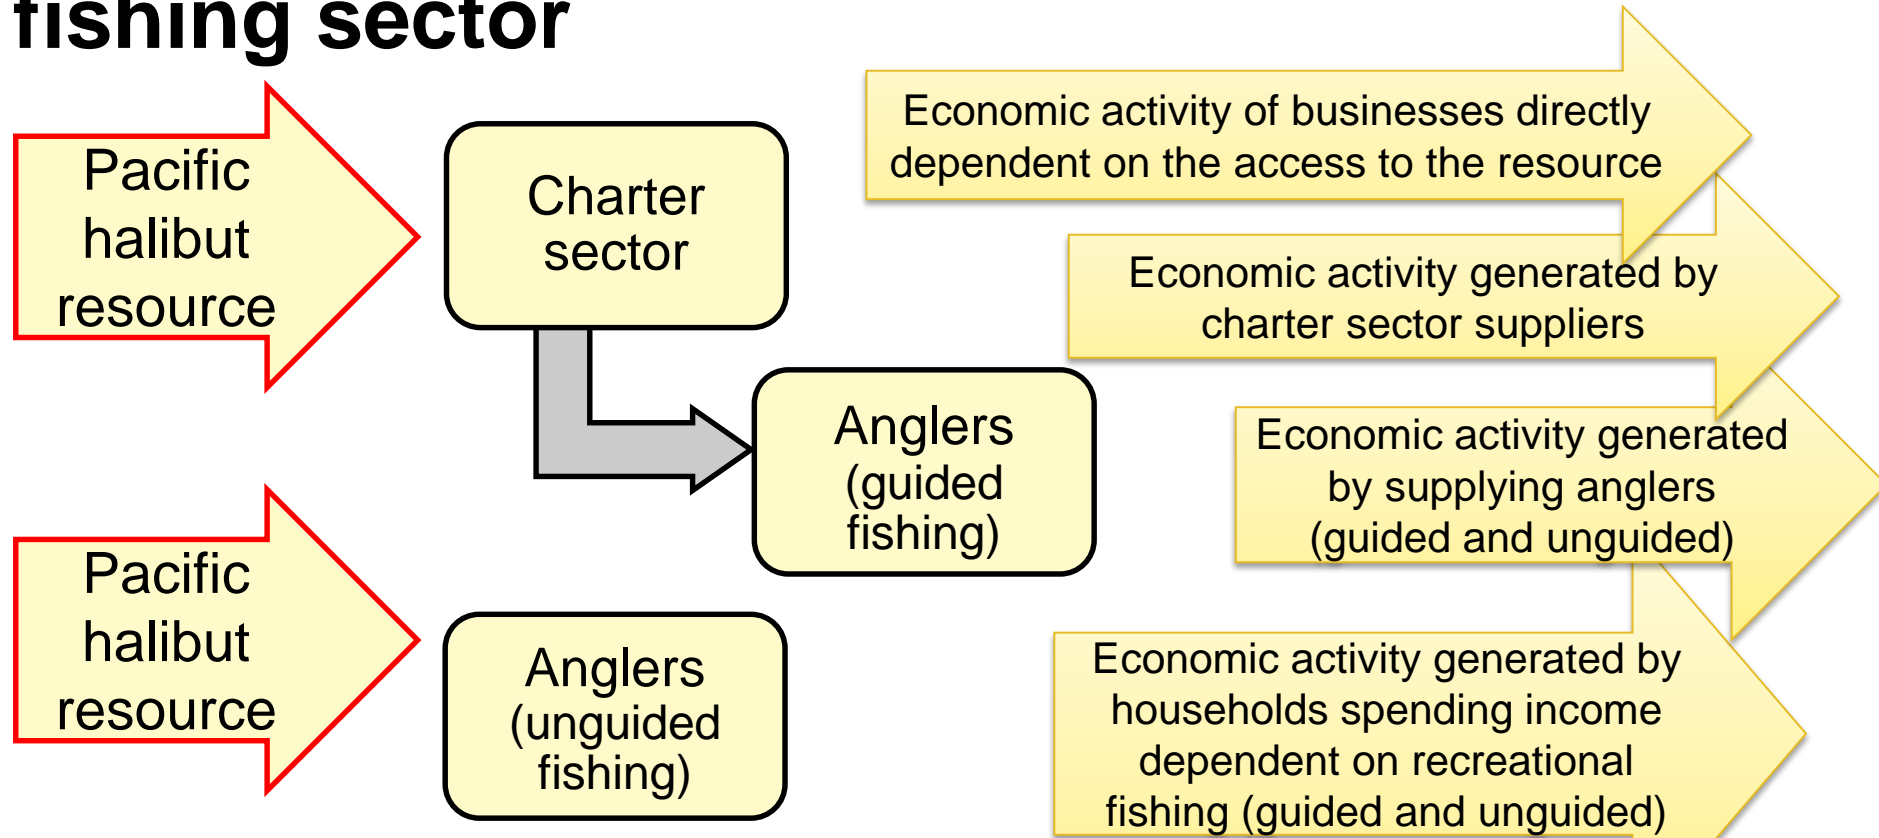 fishing sector
Pacific
halibut
resource
Charter
sector
Anglers
(guided
fishing)
Pacific
halibut
resource
Anglers
(unguided
fishing)
Economic activity of businesses directly
dependent on the access to the resource
Economic activity generated by
charter sector suppliers
Economic activity generated
by supplying anglers
(guided and unguided)
Economic activity generated by
households spending income
dependent on recreational
fishing (guided and unguided)